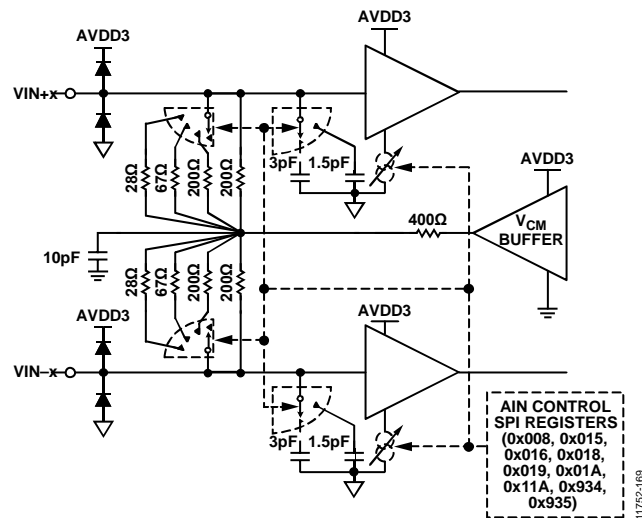 AVDD3
AVDD3
VIN+x
3pF
1.5pF
28Ω
67Ω
200Ω
200Ω
AVDD3
400Ω
V_CM
BUFFER
10pF
28Ω
67Ω
200Ω
200Ω
AVDD3
AVDD3
VIN−x
3pF
1.5pF
AIN CONTROL
SPI REGISTERS
(0x008, 0x015,
0x016, 0x018,
0x019, 0x01A,
0x11A, 0x934,
0x935)
11752-169